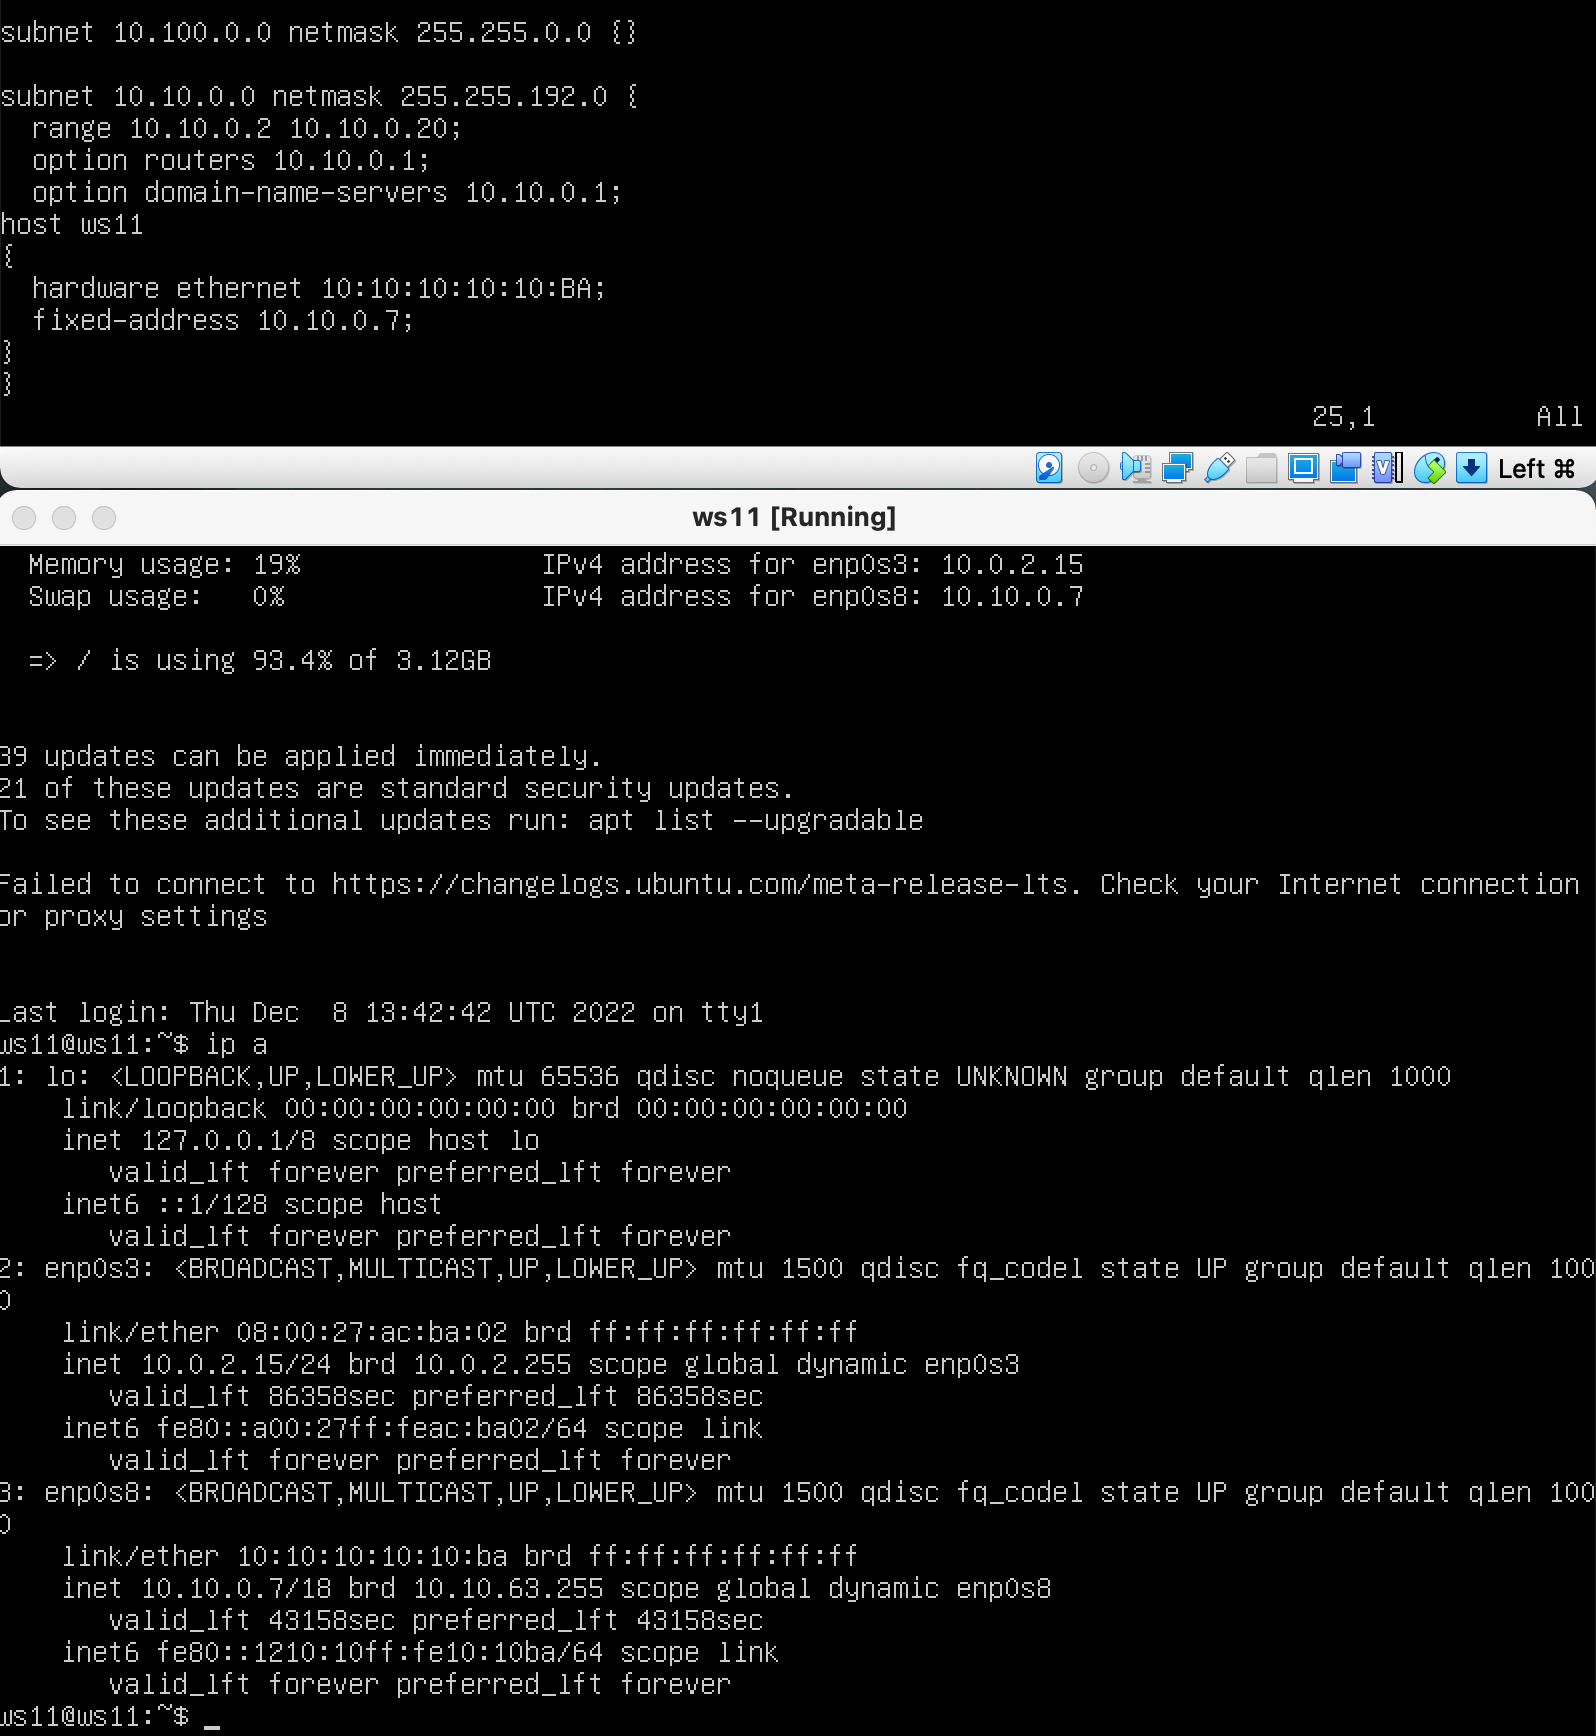 subnet 10.100.0.0 netmask 255.255.0.0 {}
subnet 10.10.0.0 netmask 255.255.192.0 {
range 10.10.0.2 10.10.0.20;
option routers 10.10.0.1;
option domain-name-servers 10.10.0.1;
host ws11
{
hardware ethernet 10:10:10:10:10:BA;
fixed-address 10.10.0.7;
}
}
25,1 All
Left ⌘
ws11 [Running]
Memory usage: 19% IPv4 address for enp0s3: 10.0.2.15
Swap usage: 0% IPv4 address for enp0s8: 10.10.0.7
=> / is using 93.4% of 3.12GB
39 updates can be applied immediately.
21 of these updates are standard security updates.
To see these additional updates run: apt list --upgradable
Failed to connect to https://changelogs.ubuntu.com/meta-release-lts. Check your Internet connection
or proxy settings
Last login: Thu Dec 8 13:42:42 UTC 2022 on tty1
ws11@ws11:~$ ip a
1: lo: <LOOPBACK,UP,LOWER_UP> mtu 65536 qdisc noqueue state UNKNOWN group default qlen 1000
link/loopback 00:00:00:00:00:00 brd 00:00:00:00:00:00
inet 127.0.0.1/8 scope host lo
valid_lft forever preferred_lft forever
inet6 ::1/128 scope host
valid_lft forever preferred_lft forever
2: enp0s3: <BROADCAST,MULTICAST,UP,LOWER_UP> mtu 1500 qdisc fq_codel state UP group default qlen 100
0
link/ether 08:00:27:ac:ba:02 brd ff:ff:ff:ff:ff:ff
inet 10.0.2.15/24 brd 10.0.2.255 scope global dynamic enp0s3
valid_lft 86358sec preferred_lft 86358sec
inet6 fe80::a00:27ff:feac:ba02/64 scope link
valid_lft forever preferred_lft forever
3: enp0s8: <BROADCAST,MULTICAST,UP,LOWER_UP> mtu 1500 qdisc fq_codel state UP group default qlen 100
0
link/ether 10:10:10:10:10:ba brd ff:ff:ff:ff:ff:ff
inet 10.10.0.7/18 brd 10.10.63.255 scope global dynamic enp0s8
valid_lft 43158sec preferred_lft 43158sec
inet6 fe80::1210:10ff:fe10:10ba/64 scope link
valid_lft forever preferred_lft forever
ws11@ws11:~$ _